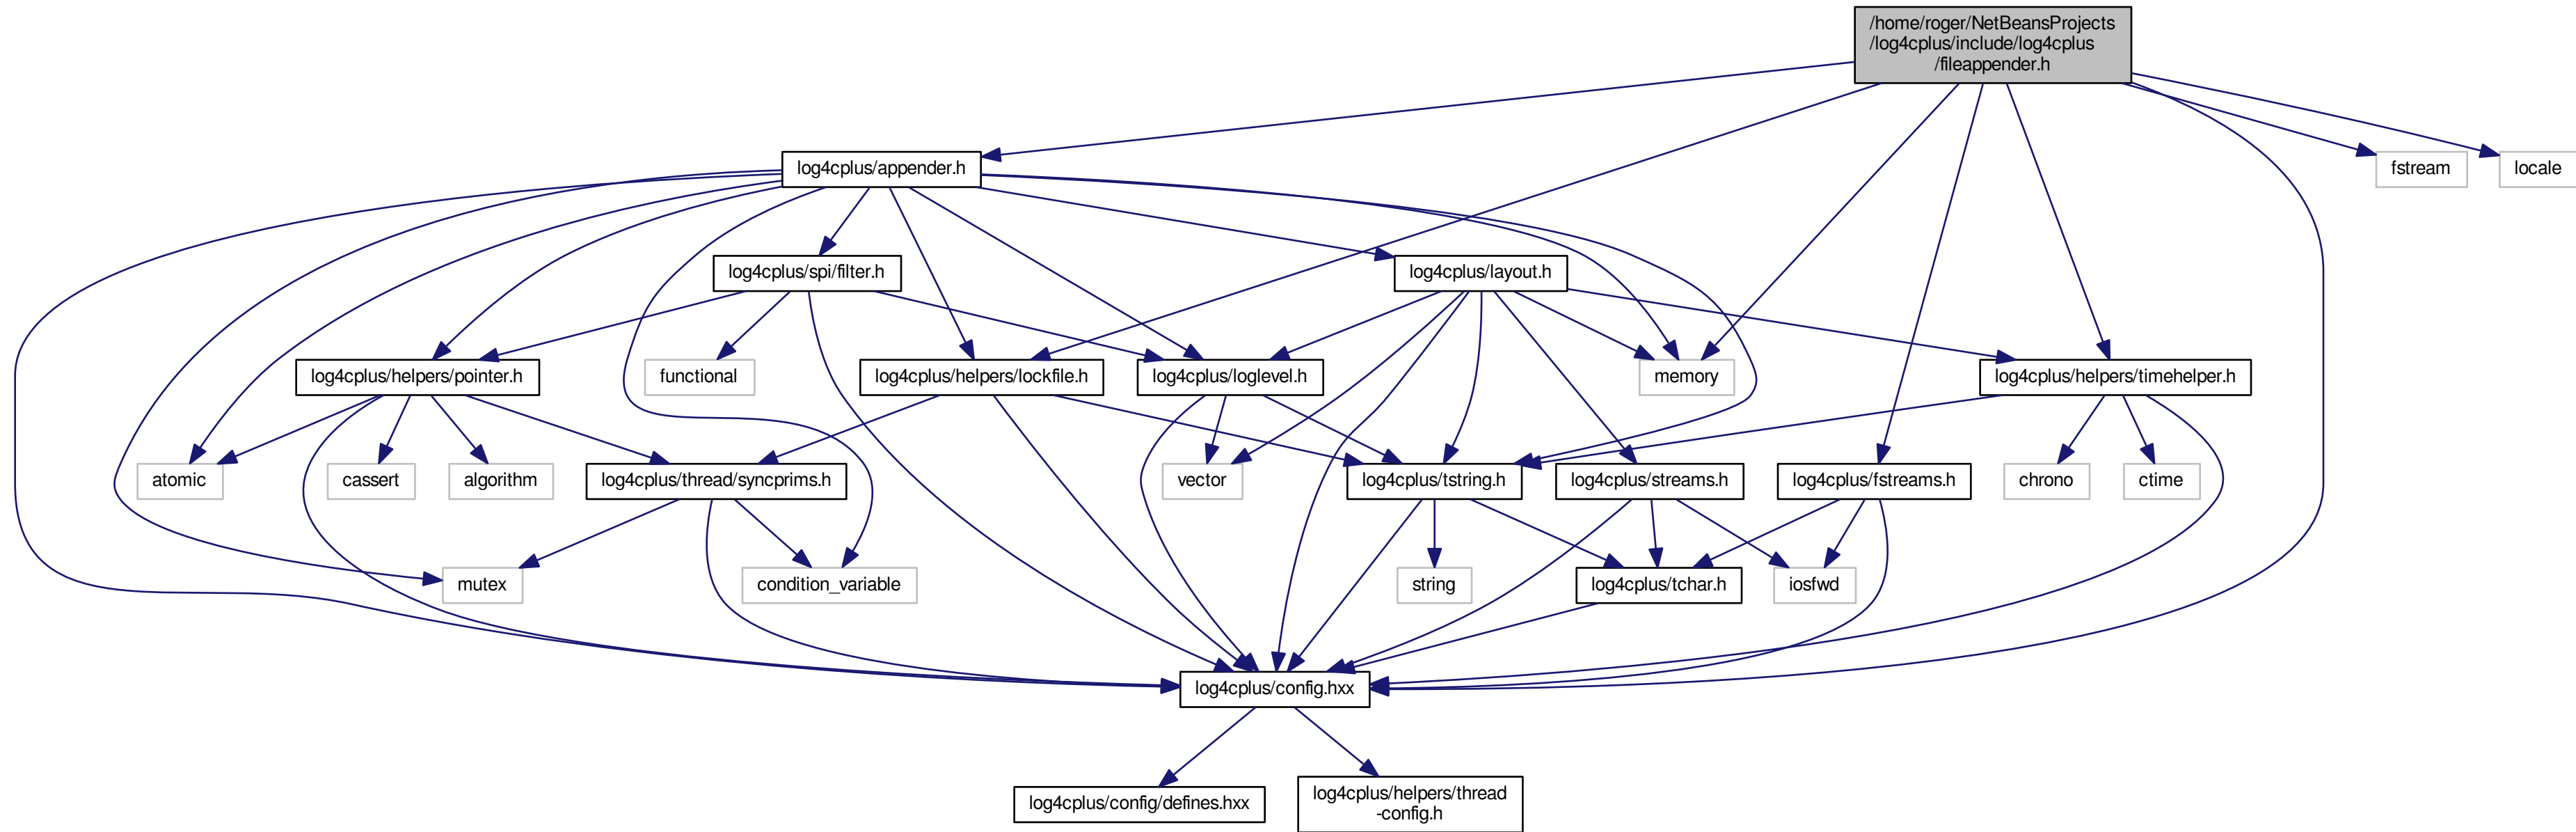 /home/roger/NetBeansProjects
/log4cplus/include/log4cplus
/fileappender.h
log4cplus/appender.h
fstream
locale
log4cplus/spi/filter.h
log4cplus/layout.h
log4cplus/helpers/pointer.h
functional
log4cplus/helpers/lockfile.h
log4cplus/loglevel.h
memory
log4cplus/helpers/timehelper.h
atomic
cassert
algorithm
log4cplus/thread/syncprims.h
vector
log4cplus/tstring.h
log4cplus/streams.h
log4cplus/fstreams.h
chrono
ctime
mutex
condition_variable
string
log4cplus/tchar.h
iosfwd
log4cplus/config.hxx
log4cplus/config/defines.hxx
log4cplus/helpers/thread
-config.h